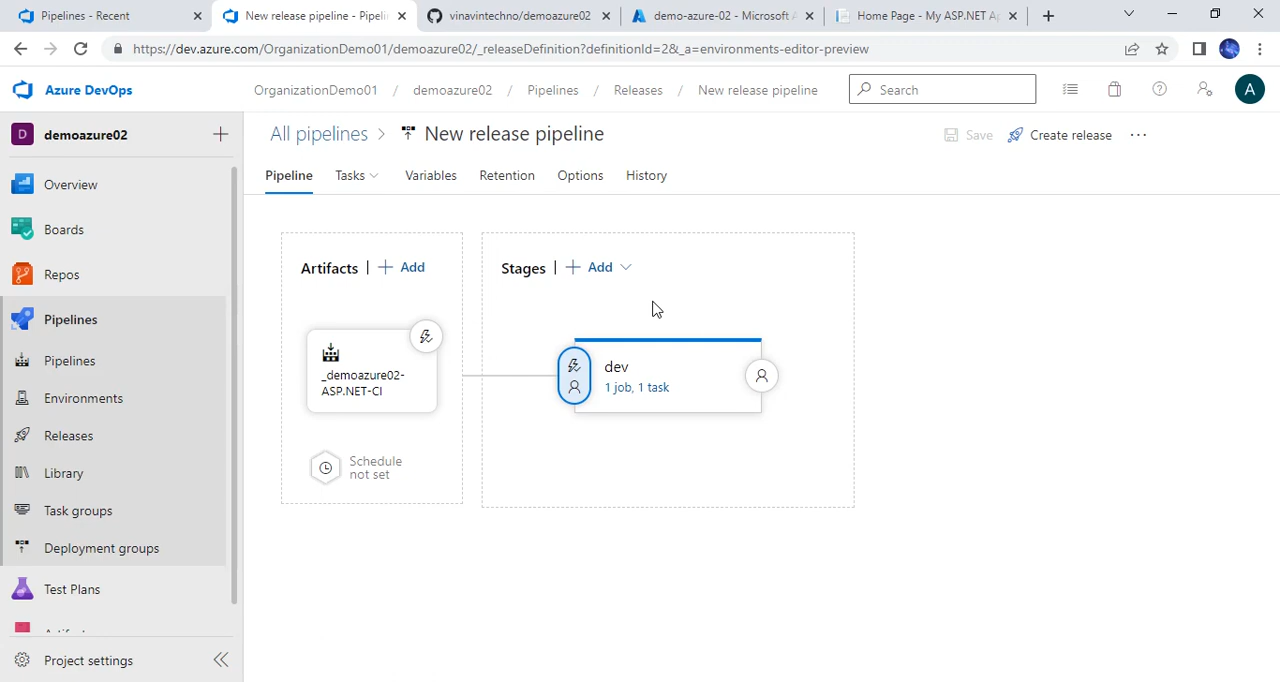 Pipelines - Recent
New release pipeline - Pipeli
vinavintechno/demoazure02
demo-azure-02 - Microsoft A
Home Page - My ASP.NET Ap
https://dev.azure.com/OrganizationDemo01/demoazure02/_releaseDefinition?definitionId=2&_a=environments-editor-preview
Azure DevOps
OrganizationDemo01 / demoazure02 / Pipelines / Releases / New release pipeline
Search
A
D demoazure02
All pipelines > New release pipeline
Save
Create release
Pipeline
Tasks
Variables
Retention
Options
History
Overview
Boards
Repos
Pipelines
Pipelines
Environments
Releases
Library
Task groups
Deployment groups
Test Plans
Project settings
Artifacts | + Add
_demoazure02-
ASP.NET-CI
Schedule
not set
Stages | + Add
dev
1 job, 1 task